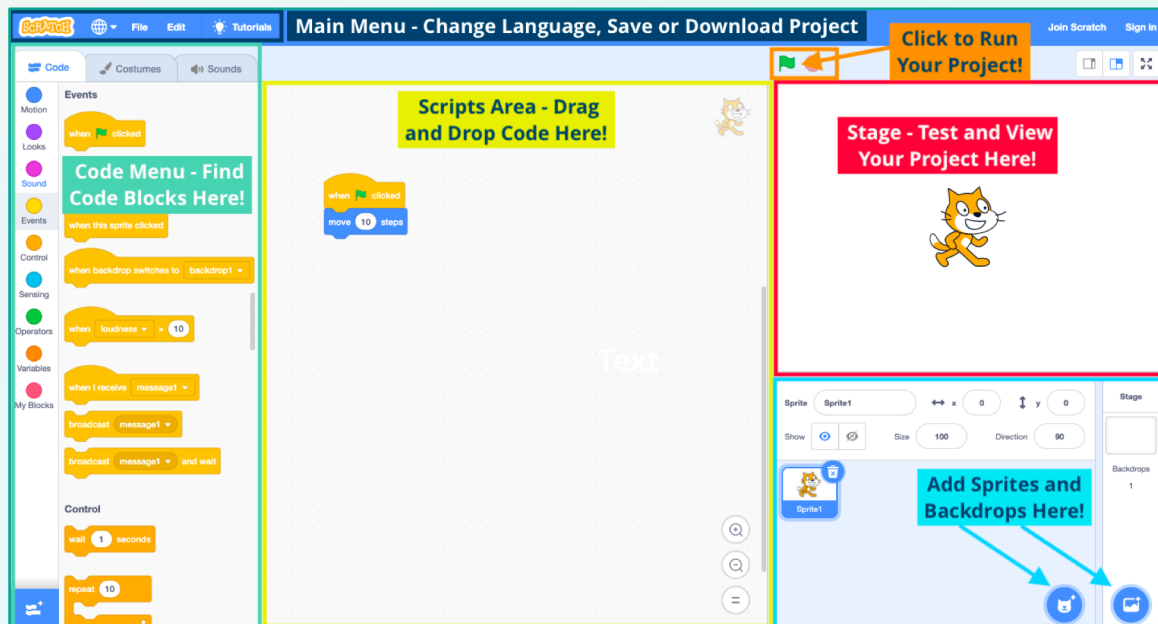 SCRATCH File Edit Tutorials
Main Menu - Change Language, Save or Download Project
Join Scratch Sign in
Click to Run
Your Project!
Code Costumes Sounds
Motion
Looks
Sound
Events
Control
Sensing
Operators
Variables
My Blocks
Events
when clicked
Code Menu - Find
Code Blocks Here!
when this sprite clicked
when backdrop switches to backdrop1
when loudness > 10
when I receive message1
broadcast message1
broadcast message1 and wait
Control
wait 1 seconds
repeat 10
Scripts Area - Drag
and Drop Code Here!
when clicked
move 10 steps
Text
Stage - Test and View
Your Project Here!
Sprite Sprite1 x 0 y 0
Show Size 100 Direction 90
Sprite1
Stage
Backdrops
1
Add Sprites and
Backdrops Here!